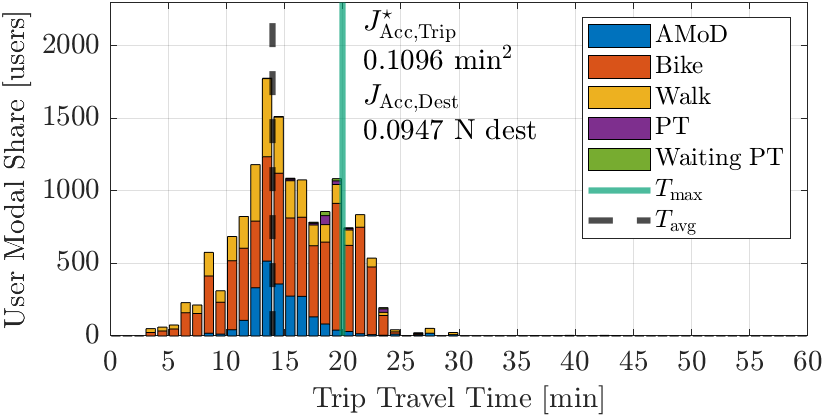 User Modal Share [users]
2000
1500
1000
500
0
J⋆Acc,Trip
0.1096 min²
JAcc,Dest
0.0947 N dest
AMoD
Bike
Walk
PT
Waiting PT
Tmax
Tavg
0 5 10 15 20 25 30 35 40 45 50 55 60
Trip Travel Time [min]